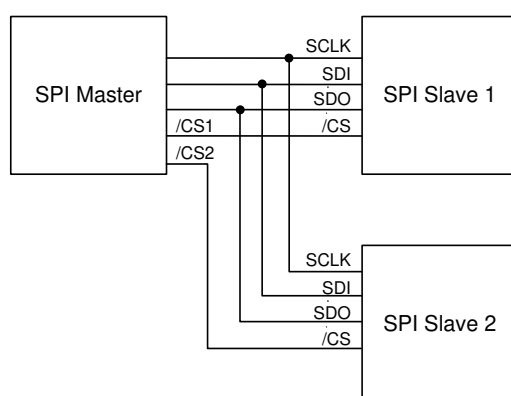 SCLK
SDI
SPI Master
SDO
SPI Slave 1
/CS1
/CS
/CS2
SCLK
SDI
SDO
SPI Slave 2
/CS